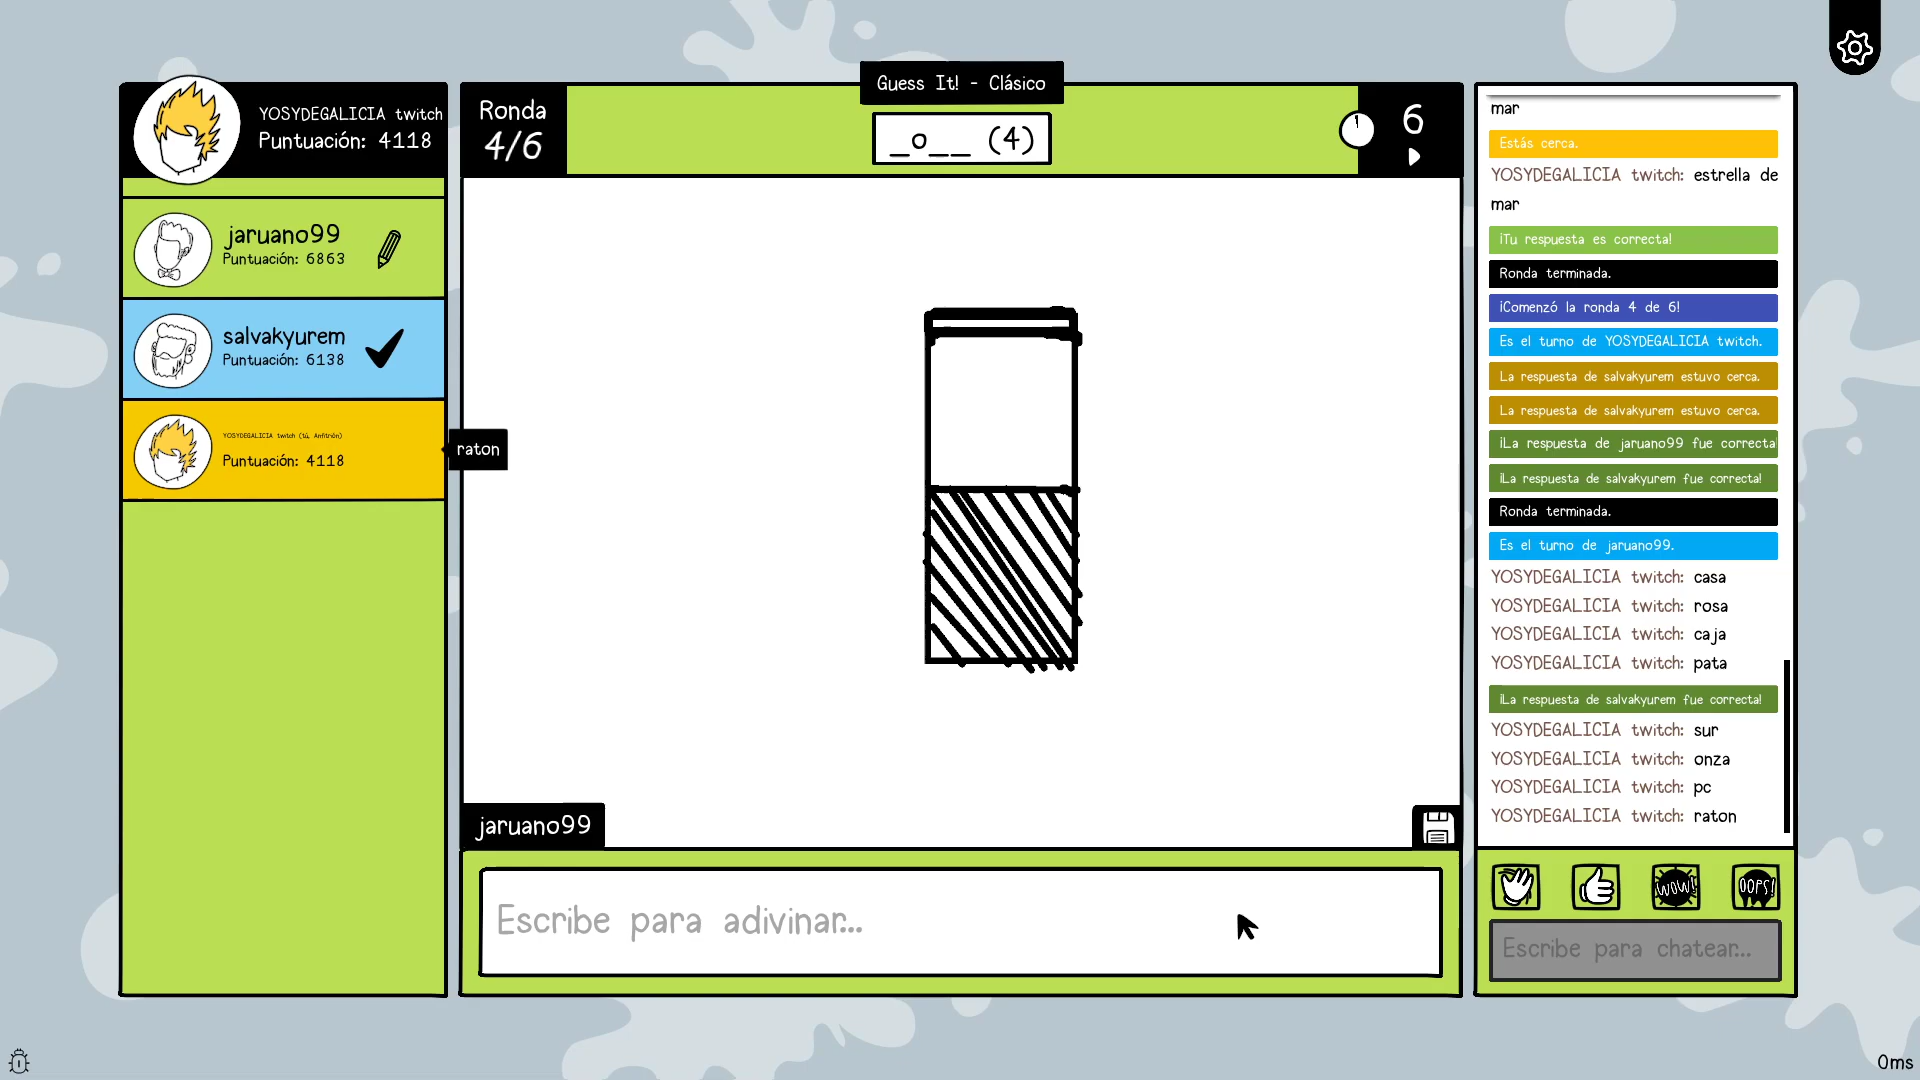 Guess It! - Clásico
YOSYDEGALICIA twitch
Puntuación: 4118
Ronda
4/6
_o__ (4)
6
jaruano99
Puntuación: 6863
salvakyurem
Puntuación: 6138
YOSYDEGALICIA twitch (tú, Anfitrión)
Puntuación: 4118
raton
jaruano99
Escribe para adivinar...
mar
Estás cerca.
YOSYDEGALICIA twitch: estrella de
mar
¡Tu respuesta es correcta!
Ronda terminada.
¡Comenzó la ronda 4 de 6!
Es el turno de YOSYDEGALICIA twitch.
La respuesta de salvakyurem estuvo cerca.
La respuesta de salvakyurem estuvo cerca.
¡La respuesta de jaruano99 fue correcta!
¡La respuesta de salvakyurem fue correcta!
Ronda terminada.
Es el turno de jaruano99.
YOSYDEGALICIA twitch: casa
YOSYDEGALICIA twitch: rosa
YOSYDEGALICIA twitch: caja
YOSYDEGALICIA twitch: pata
¡La respuesta de salvakyurem fue correcta!
YOSYDEGALICIA twitch: sur
YOSYDEGALICIA twitch: onza
YOSYDEGALICIA twitch: pc
YOSYDEGALICIA twitch: raton
WOW!
OOPS!
Escribe para chatear...
0ms